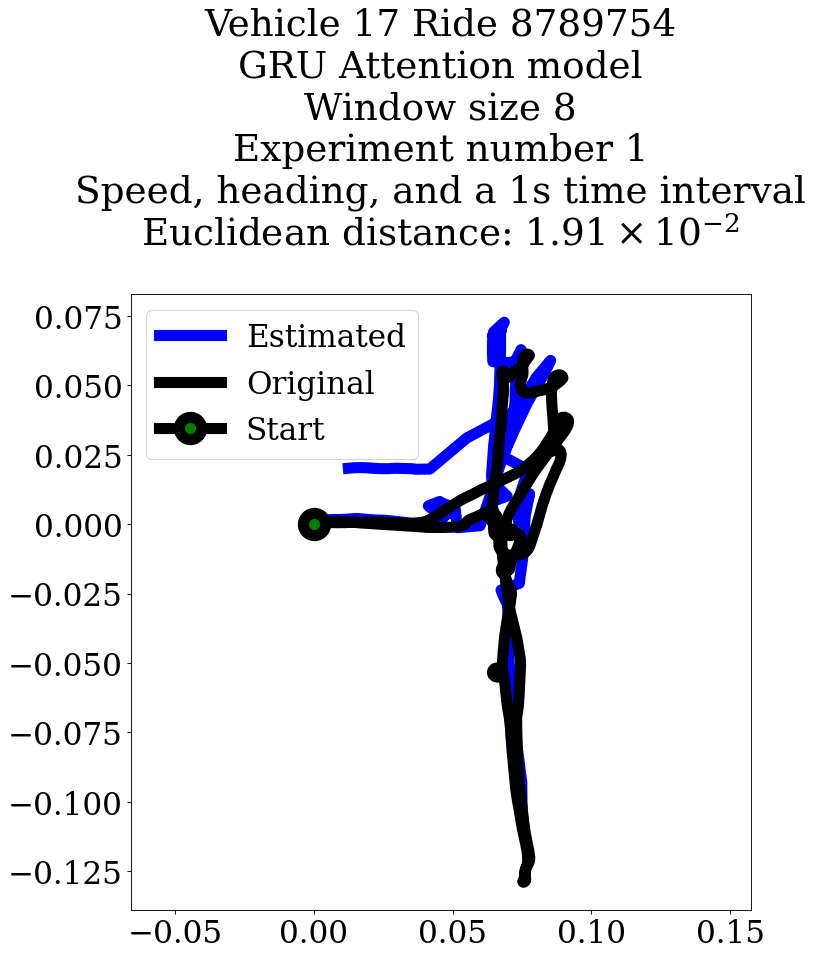 Vehicle 17 Ride 8789754
GRU Attention model
Window size 8
Experiment number 1
Speed, heading, and a 1s time interval
Euclidean distance: 1.91 × 10⁻²
Estimated
Original
Start
0.075
0.050
0.025
0.000
−0.025
−0.050
−0.075
−0.100
−0.125
−0.05 0.00 0.05 0.10 0.15